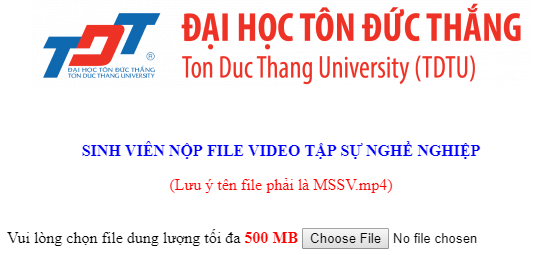 TDT ®
ĐẠI HỌC TÔN ĐỨC THẮNG
TON DUC THANG UNIVERSITY
ĐẠI HỌC TÔN ĐỨC THẮNG
Ton Duc Thang University (TDTU)
SINH VIÊN NỘP FILE VIDEO TẬP SỰ NGHỀ NGHIỆP
(Lưu ý tên file phải là MSSV.mp4)
Vui lòng chọn file dung lượng tối đa 500 MB Choose File No file chosen